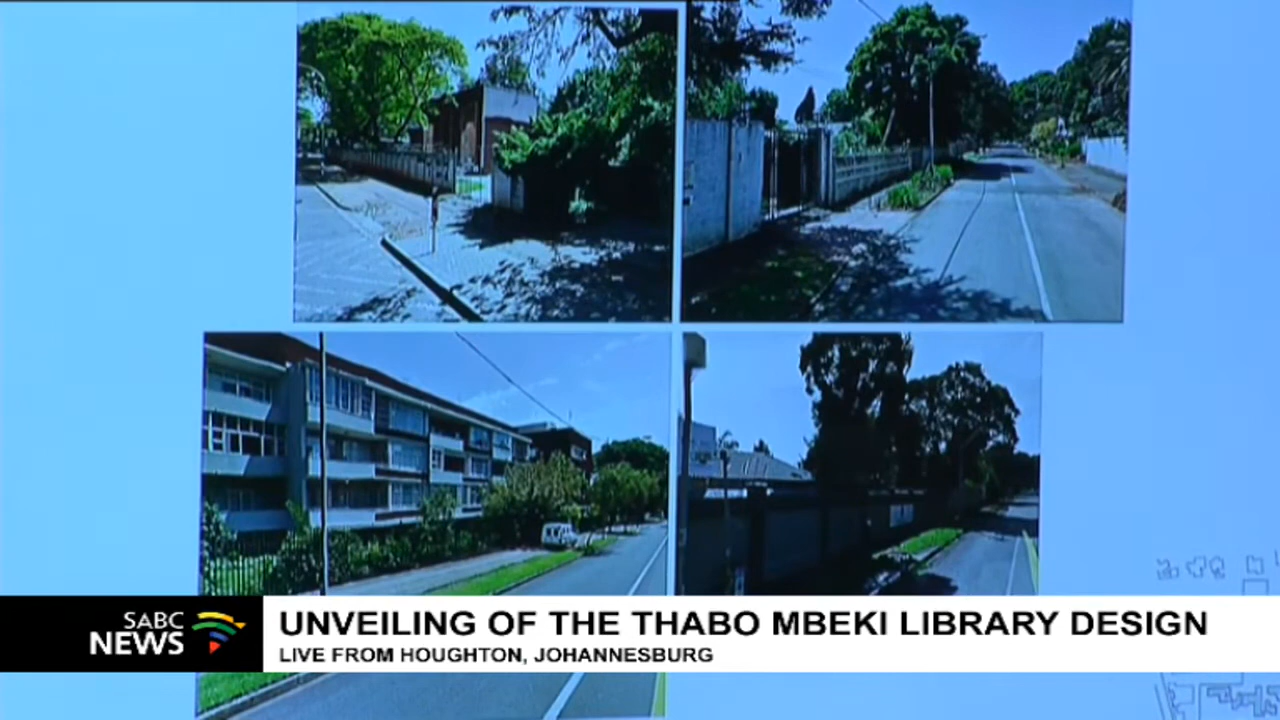 SABC
NEWS
UNVEILING OF THE THABO MBEKI LIBRARY DESIGN
LIVE FROM HOUGHTON, JOHANNESBURG